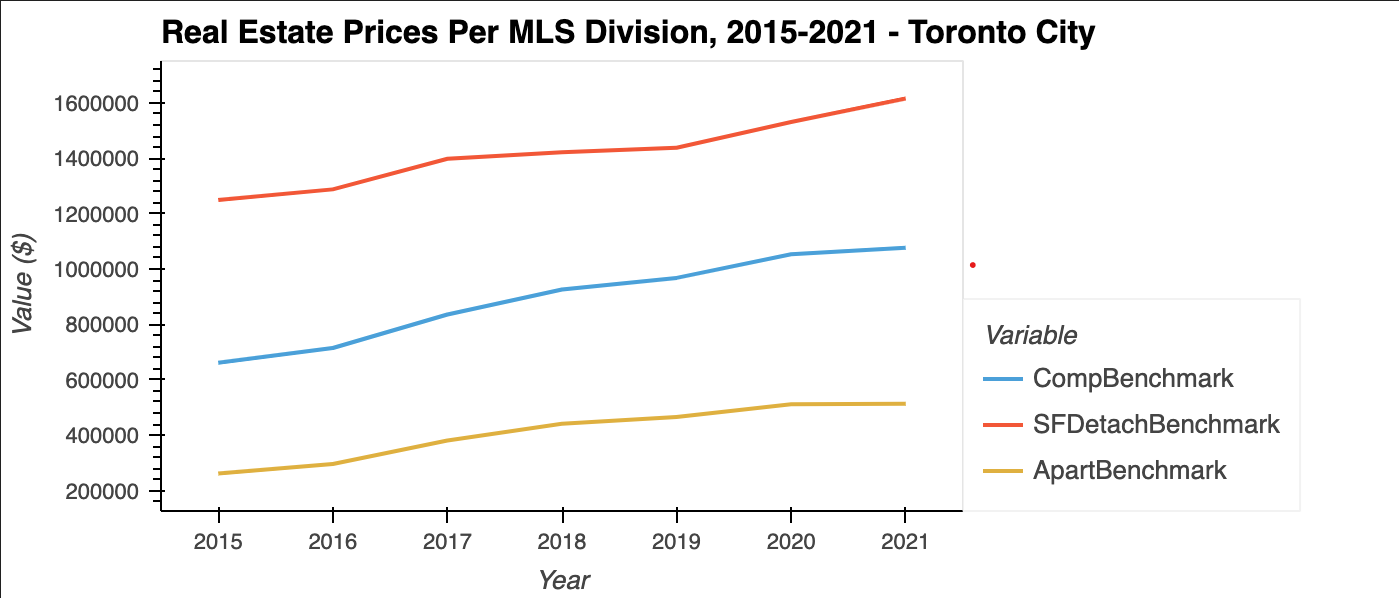 Real Estate Prices Per MLS Division, 2015-2021 - Toronto City
Value ($)
1600000
1400000
1200000
1000000
800000
600000
400000
200000
2015 2016 2017 2018 2019 2020 2021
Year
Variable
CompBenchmark
SFDetachBenchmark
ApartBenchmark